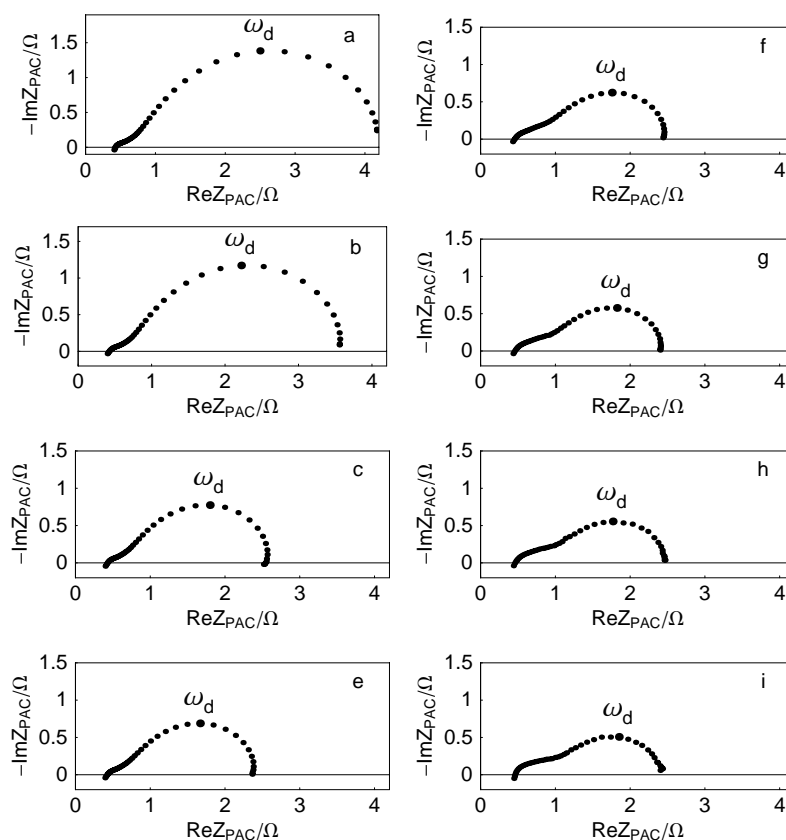 ω_d
a
1.5
1
0.5
0
0 1 2 3 4
−ImZ_PAC/Ω
ReZ_PAC/Ω
ω_d
f
1.5
1
0.5
0
0 1 2 3 4
−ImZ_PAC/Ω
ReZ_PAC/Ω
ω_d
b
1.5
1
0.5
0
0 1 2 3 4
−ImZ_PAC/Ω
ReZ_PAC/Ω
ω_d
g
1.5
1
0.5
0
0 1 2 3 4
−ImZ_PAC/Ω
ReZ_PAC/Ω
ω_d
c
1.5
1
0.5
0
0 1 2 3 4
−ImZ_PAC/Ω
ReZ_PAC/Ω
ω_d
h
1.5
1
0.5
0
0 1 2 3 4
−ImZ_PAC/Ω
ReZ_PAC/Ω
ω_d
e
1.5
1
0.5
0
0 1 2 3 4
−ImZ_PAC/Ω
ReZ_PAC/Ω
ω_d
i
1.5
1
0.5
0
0 1 2 3 4
−ImZ_PAC/Ω
ReZ_PAC/Ω